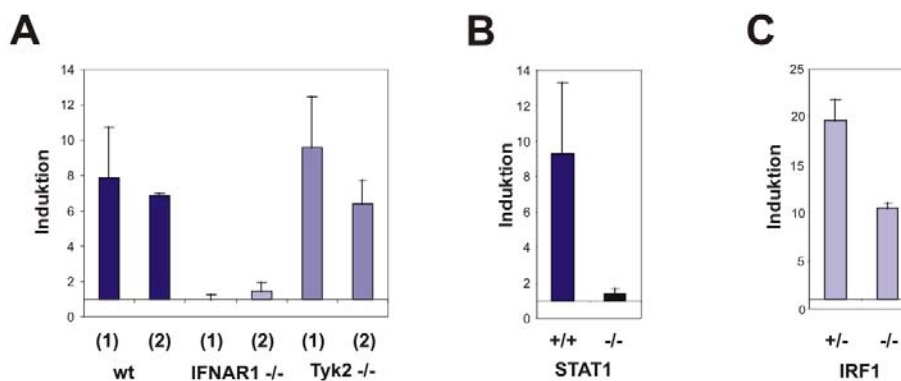 A
B
C
Induktion
14
12
10
8
6
4
2
0
(1) (2) (1) (2) (1) (2)
wt IFNAR1 -/- Tyk2 -/-
Induktion
14
12
10
8
6
4
2
0
+/+ -/-
STAT1
Induktion
25
20
15
10
5
0
+/- -/-
IRF1